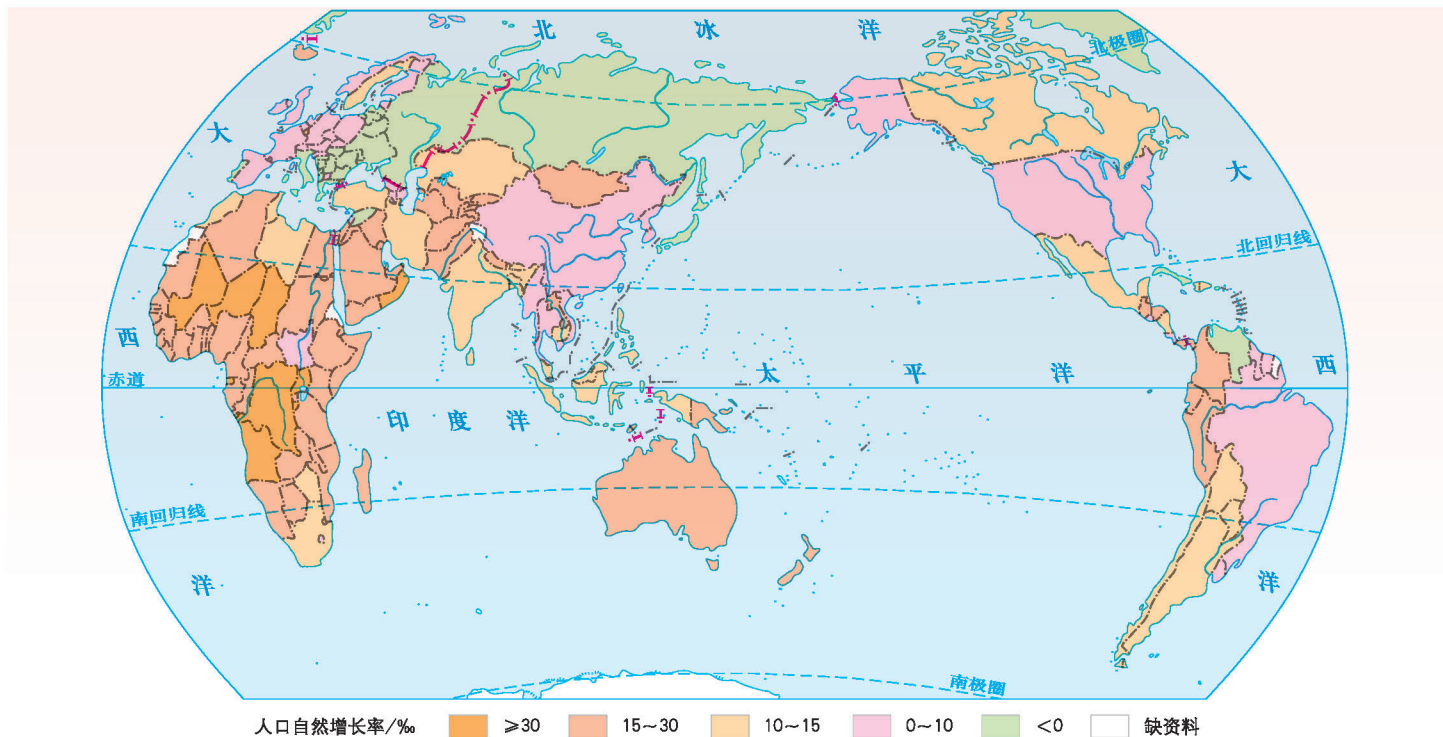 北 冰 洋
北极圈
大
大
北回归线
西
西
赤道
太 平 洋
印 度 洋
南回归线
洋
洋
南极圈
人口自然增长率/‰ ≥30 15～30 10～15 0～10 <0 缺资料